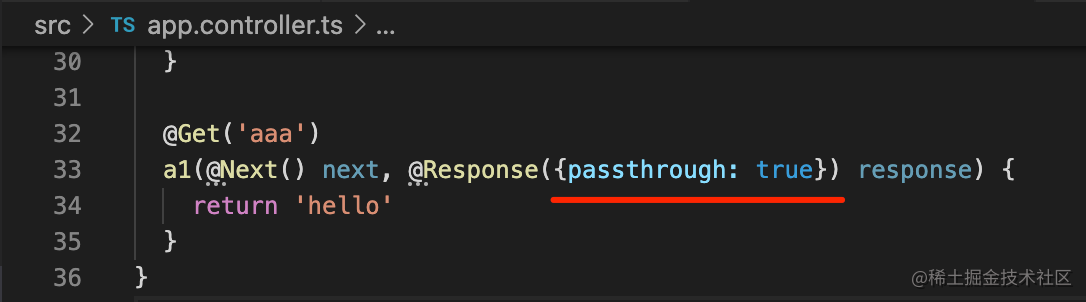 src > TS app.controller.ts > ...
30 }
31
32 @Get('aaa')
33 a1(@Next() next, @Response({passthrough: true}) response) {
34 return 'hello'
35 }
36 }
@稀土掘金技术社区